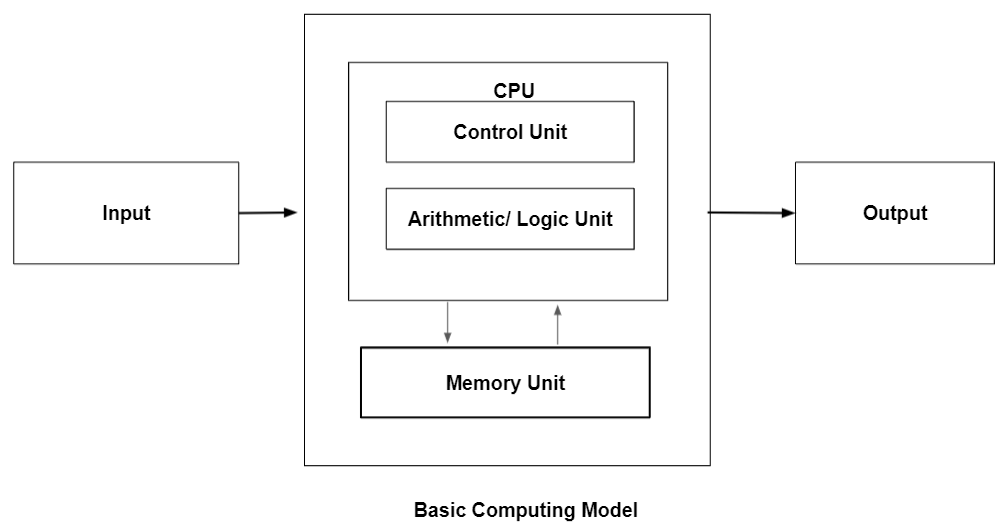 CPU
Control Unit
Input
Arithmetic/ Logic Unit
Output
Memory Unit
Basic Computing Model